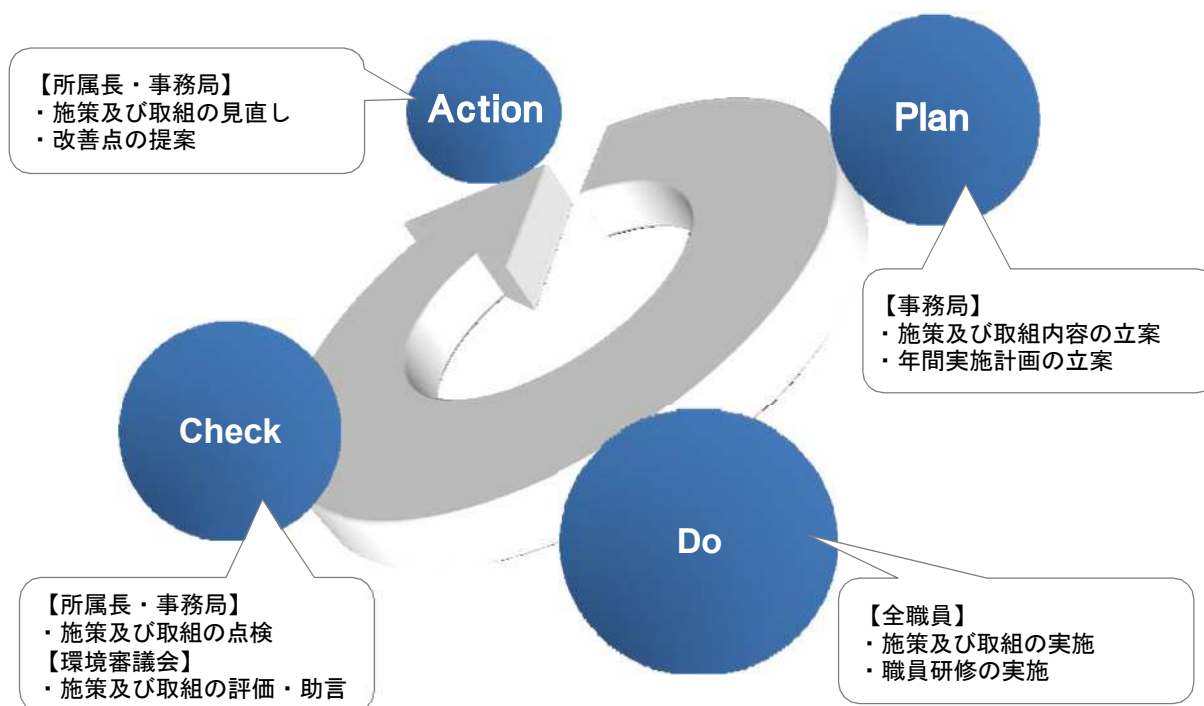 【所属長・事務局】
・施策及び取組の見直し
・改善点の提案
Action
Plan
【事務局】
・施策及び取組内容の立案
・年間実施計画の立案
Check
Do
【所属長・事務局】
・施策及び取組の点検
【環境審議会】
・施策及び取組の評価・助言
【全職員】
・施策及び取組の実施
・職員研修の実施